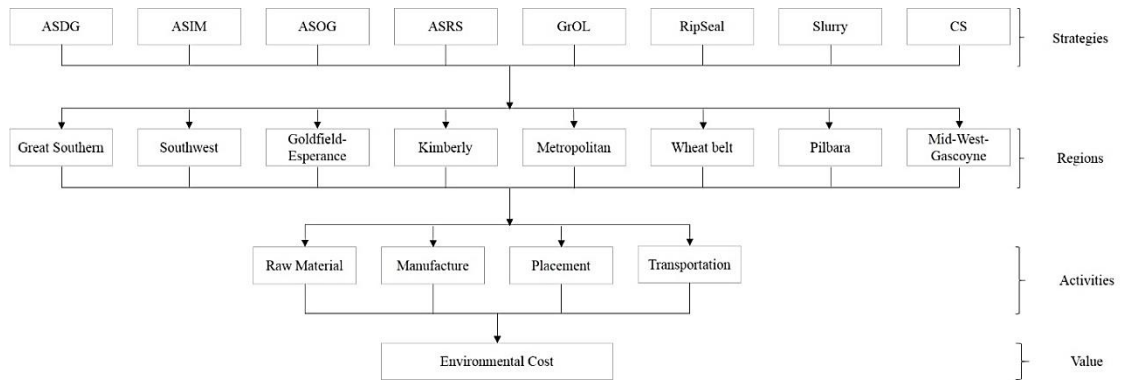 ASDG
ASIM
ASOG
ASRS
GrOL
RipSeal
Slurry
CS
Strategies
Great Southern
Southwest
Goldfield-
Esperance
Kimberly
Metropolitan
Wheat belt
Pilbara
Mid-West-
Gascoyne
Regions
Raw Material
Manufacture
Placement
Transportation
Activities
Environmental Cost
Value